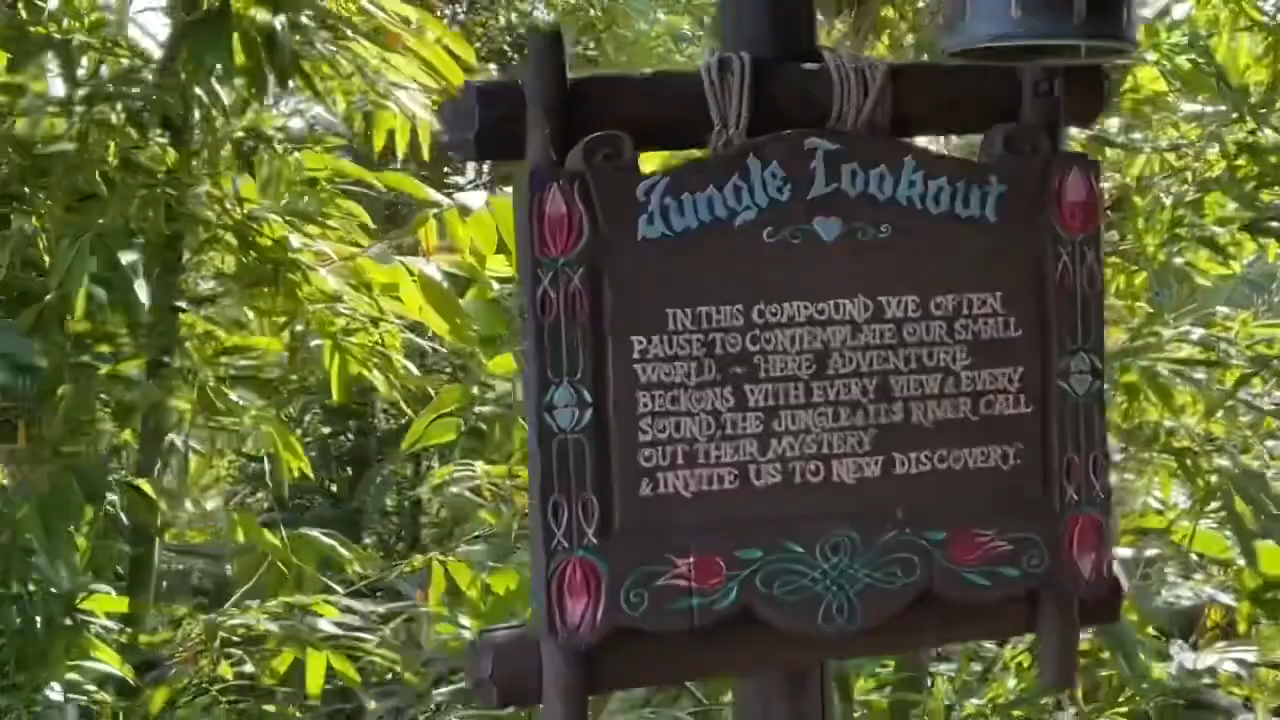 Jungle Lookout
IN THIS COMPOUND WE OFTEN
PAUSE TO CONTEMPLATE OUR SMALL
WORLD. ~ HERE ADVENTURE
BECKONS WITH EVERY VIEW & EVERY
SOUND, THE JUNGLE & ITS RIVER CALL
OUT THEIR MYSTERY
& INVITE US TO NEW DISCOVERY.